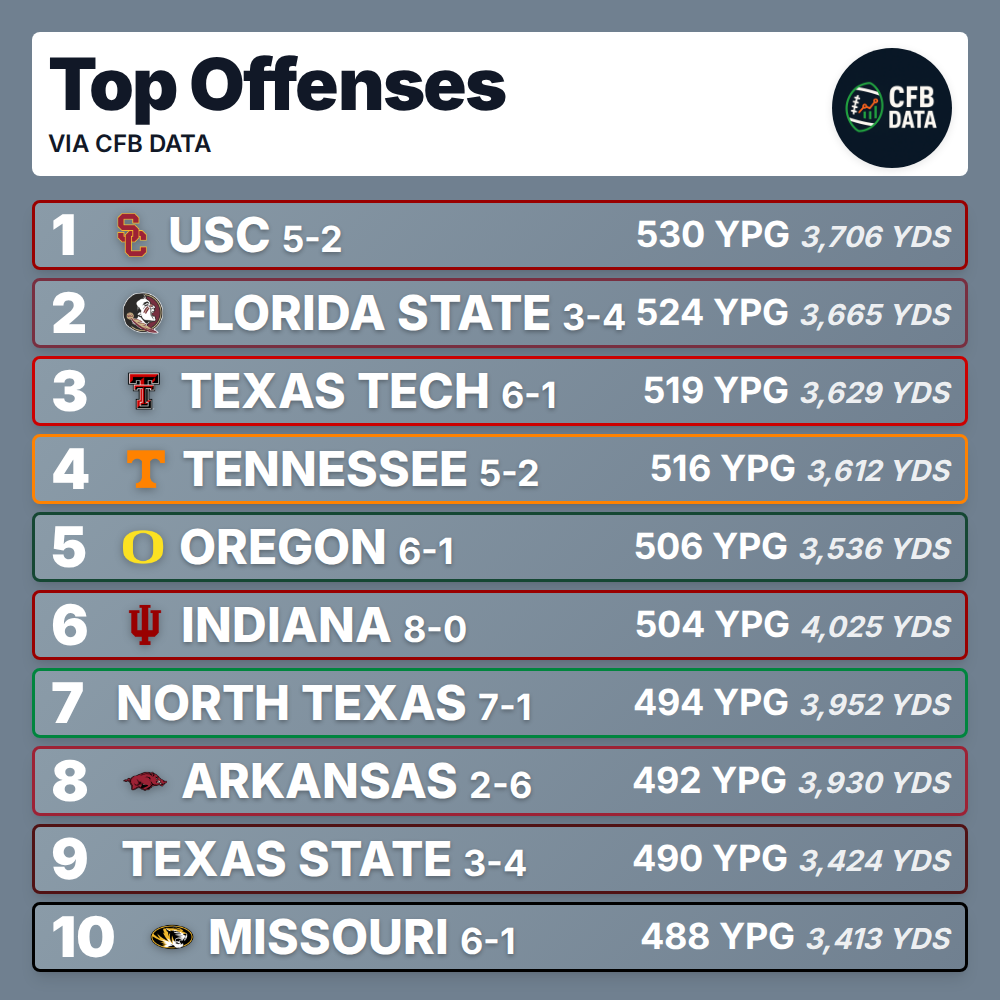 Top Offenses
VIA CFB DATA
CFB
DATA
1 USC 5-2 530 YPG 3,706 YDS
2 FLORIDA STATE 3-4 524 YPG 3,665 YDS
3 TEXAS TECH 6-1 519 YPG 3,629 YDS
4 TENNESSEE 5-2 516 YPG 3,612 YDS
5 OREGON 6-1 506 YPG 3,536 YDS
6 INDIANA 8-0 504 YPG 4,025 YDS
7 NORTH TEXAS 7-1 494 YPG 3,952 YDS
8 ARKANSAS 2-6 492 YPG 3,930 YDS
9 TEXAS STATE 3-4 490 YPG 3,424 YDS
10 MISSOURI 6-1 488 YPG 3,413 YDS